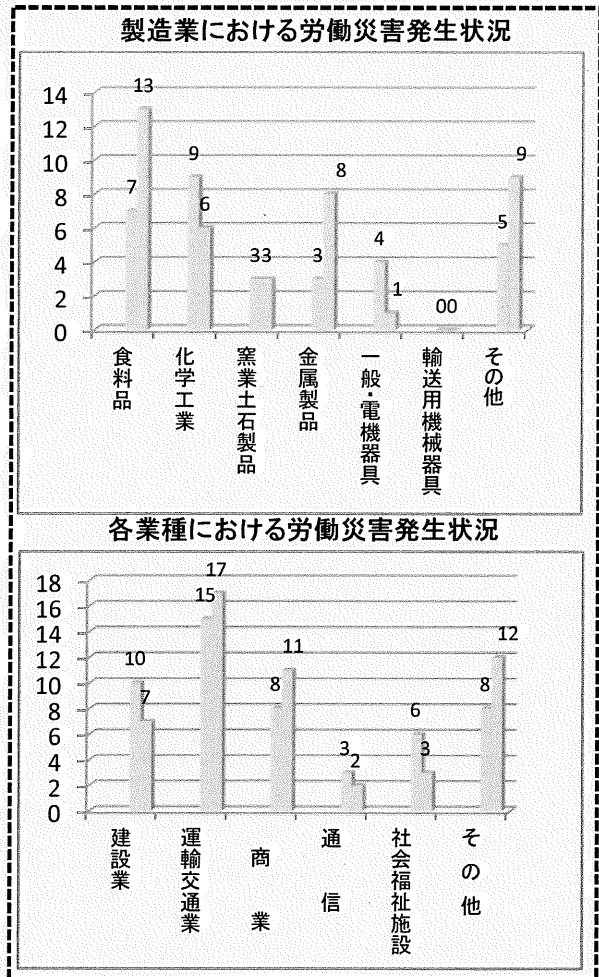 製造業における労働災害発生状況
14
12
10
8
6
4
2
0
7
13
9
6
33
3
8
4
1
00
5
9
食料品
化学工業
窯業土石製品
金属製品
一般・電機器具
輸送用機械器具
その他
各業種における労働災害発生状況
18
16
14
12
10
8
6
4
2
0
10
7
15
17
8
11
3
2
6
3
8
12
建設業
運輸交通業
商業
通信
社会福祉施設
その他